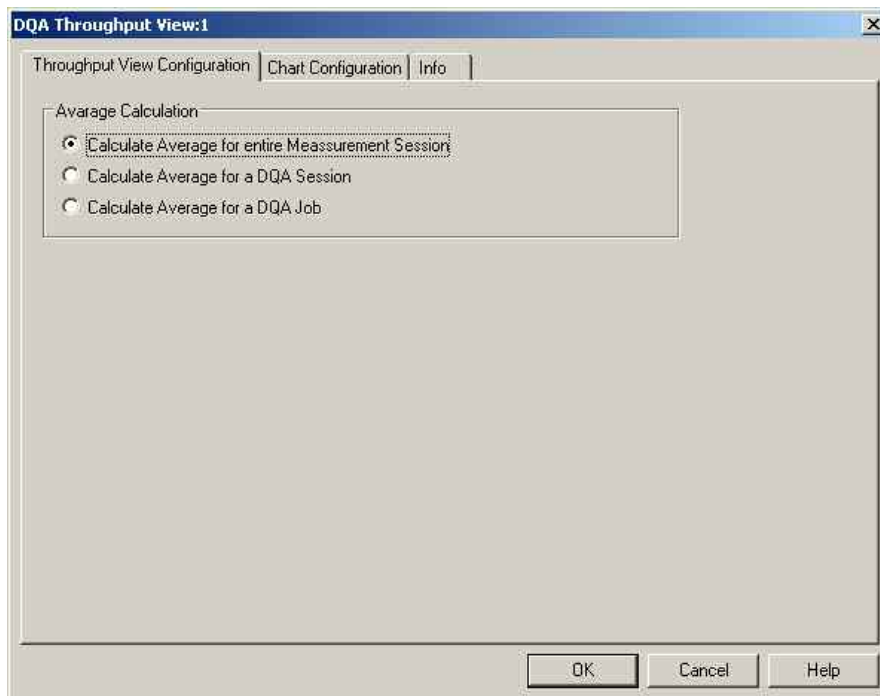 DQA Throughput View:1
Throughput View Configuration
Chart Configuration
Info
Avarage Calculation
Calculate Average for entire Meassurement Session
Calculate Average for a DQA Session
Calculate Average for a DQA Job
OK
Cancel
Help